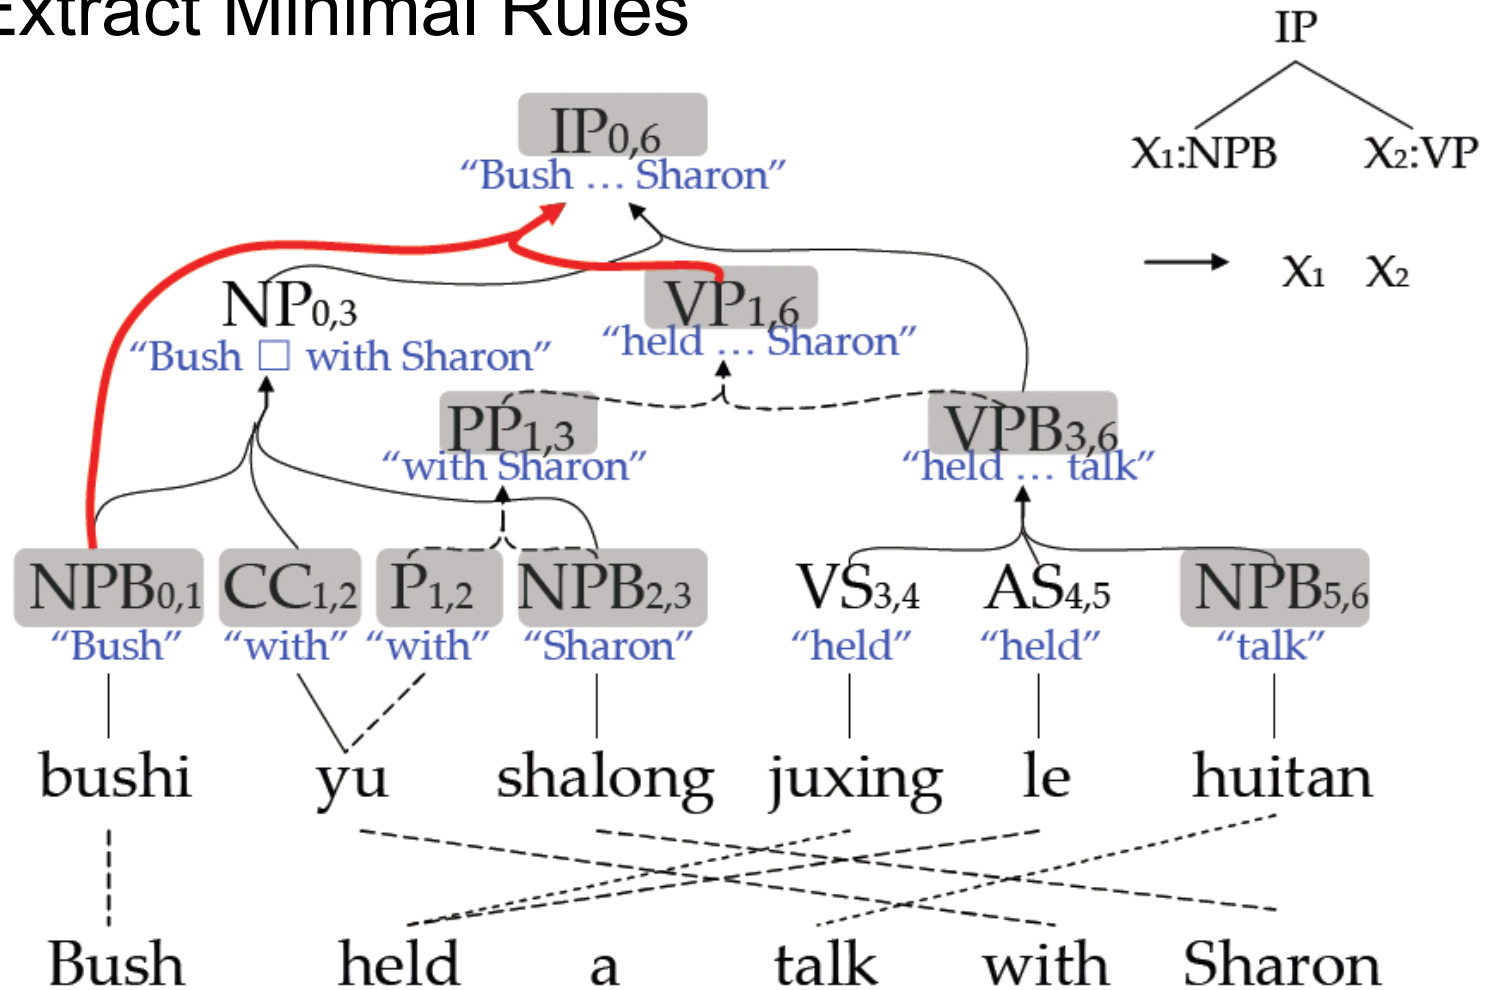 Extract Minimal Rules
IP
X1:NPB X2:VP
X1 X2
IP0,6
“Bush … Sharon”
NP0,3
“Bush □ with Sharon”
VP1,6
“held … Sharon”
PP1,3
“with Sharon”
VPB3,6
“held … talk”
NPB0,1 CC1,2 P1,2 NPB2,3 VS3,4 AS4,5 NPB5,6
“Bush” “with” “with” “Sharon” “held” “held” “talk”
bushi yu shalong juxing le huitan
Bush held a talk with Sharon